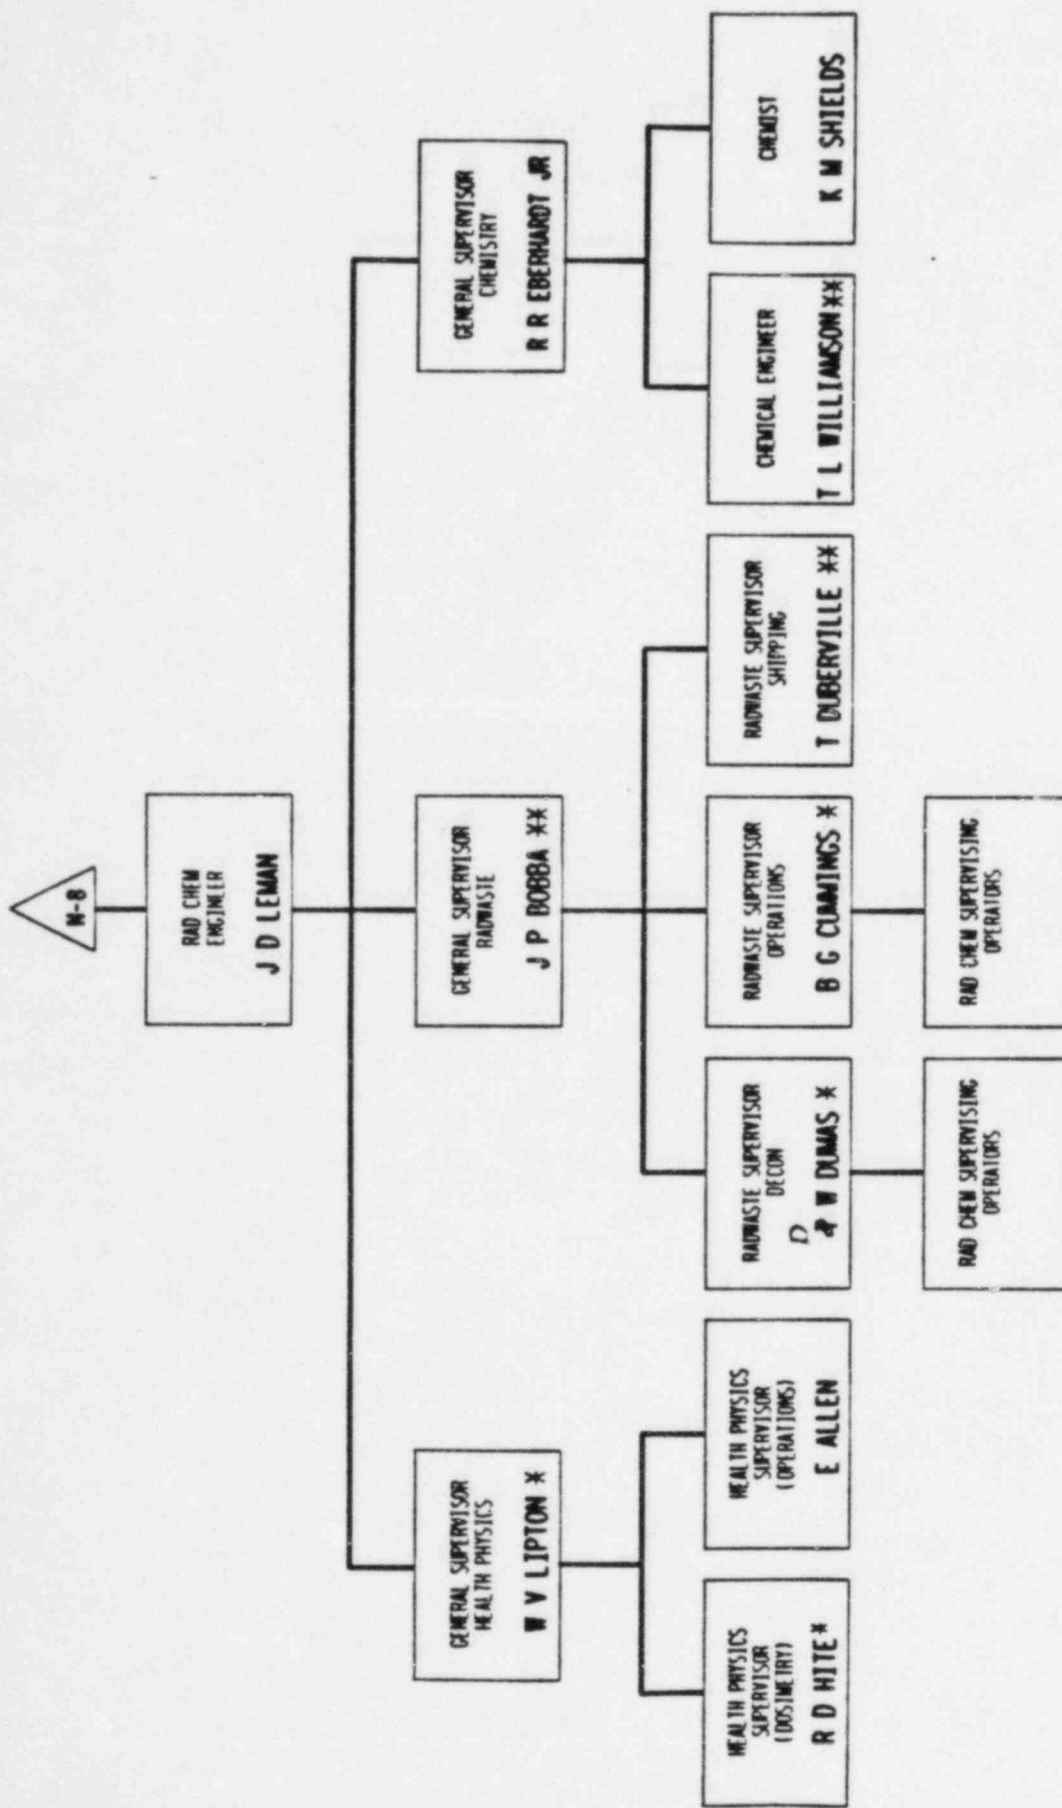 RAD CHEM
ENGINEER
J D LEMAN
GENERAL SUPERVISOR
HEALTH PHYSICS
W V LIPTON *
GENERAL SUPERVISOR
RADWASTE
J P BOBBA **
GENERAL SUPERVISOR
CHEMISTRY
R R EBERHARDT JR
HEALTH PHYSICS
SUPERVISOR
(DOSIMETRY)
R D HITE*
HEALTH PHYSICS
SUPERVISOR
(OPERATIONS)
E ALLEN
RADWASTE SUPERVISOR
DECON
D
W DUMAS *
RADWASTE SUPERVISOR
OPERATIONS
B G CUMMINGS *
RADWASTE SUPERVISOR
SHIPPING
T DUBERVILLE **
CHEMICAL ENGINEER
T L WILLIAMSON**
CHEMIST
K M SHIELDS
RAD CHEM SUPERVISING
OPERATORS
RAD CHEM SUPERVISING
OPERATORS